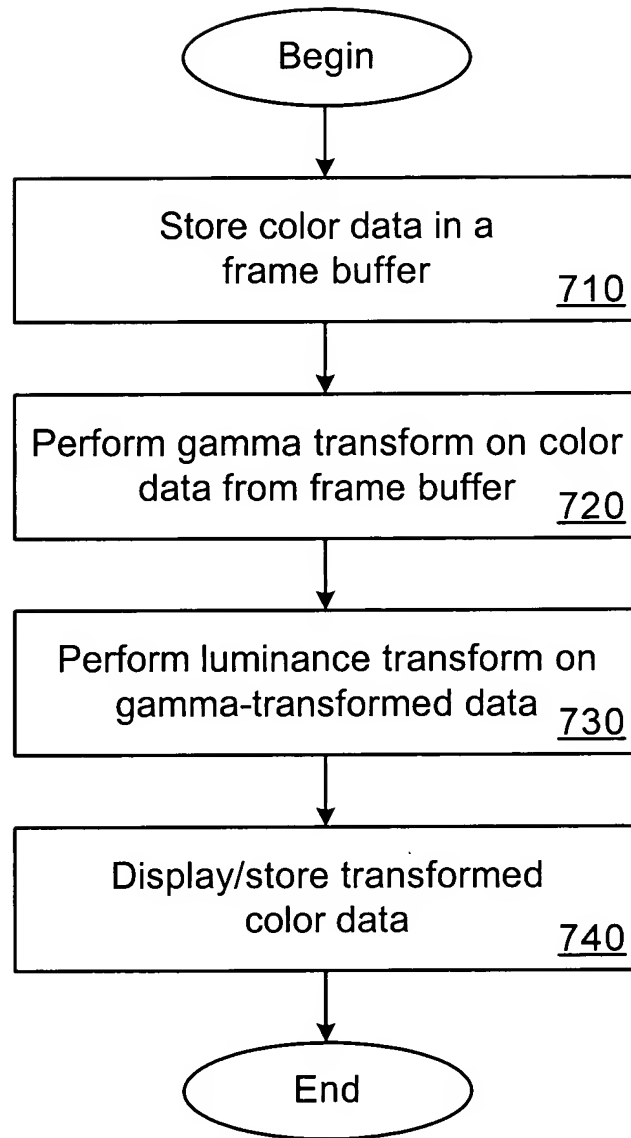 Begin
Store color data in a
frame buffer
710
Perform gamma transform on color
data from frame buffer
720
Perform luminance transform on
gamma-transformed data
730
Display/store transformed
color data
740
End